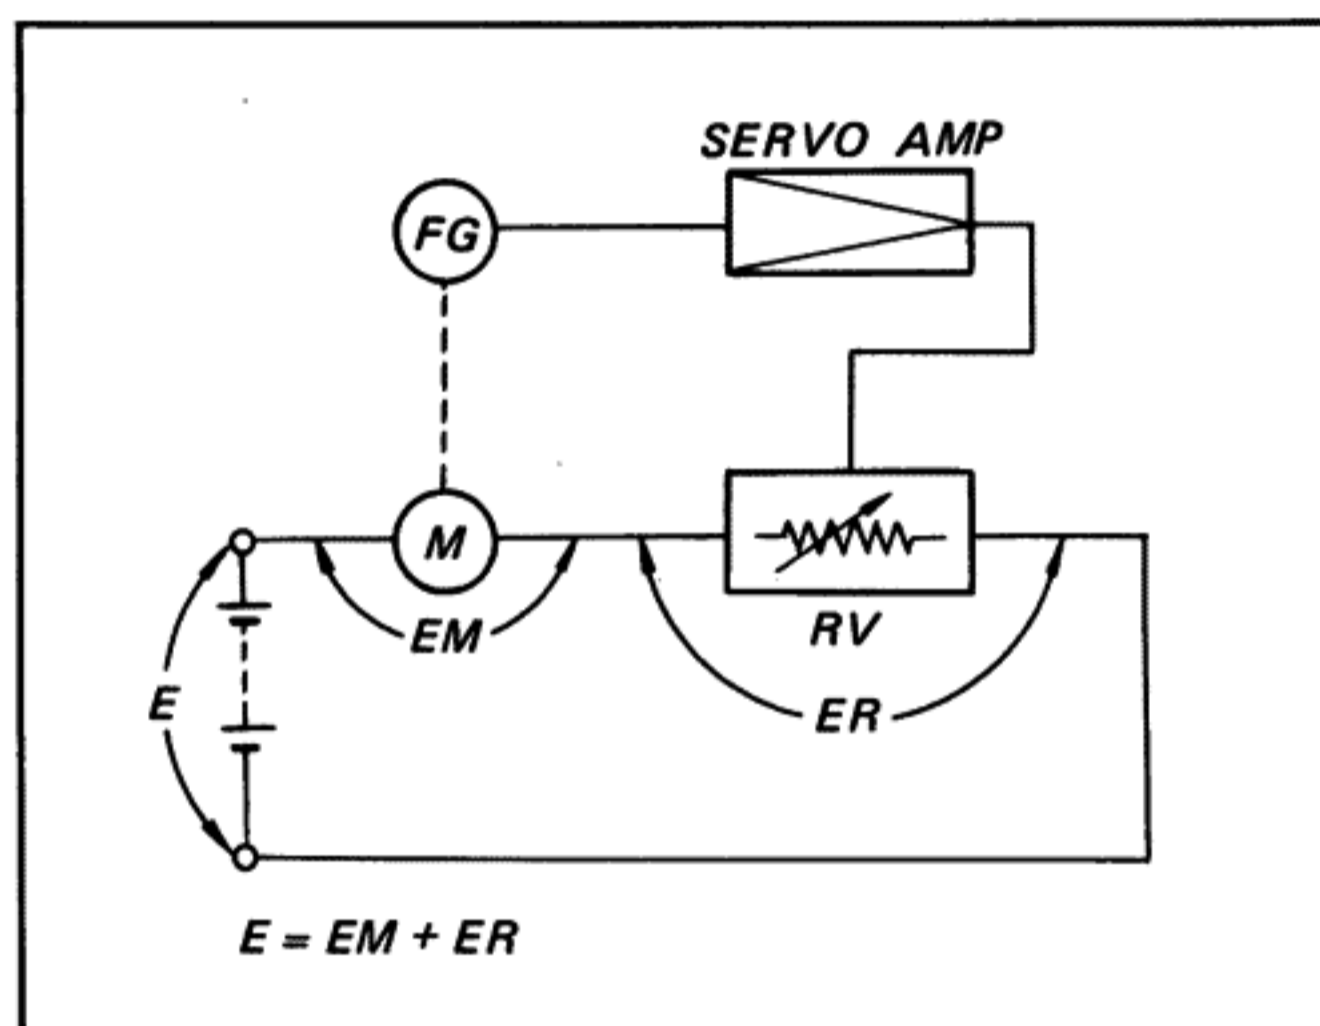 SERVO AMP
FG
M
EM
RV
E
ER
E = EM + ER